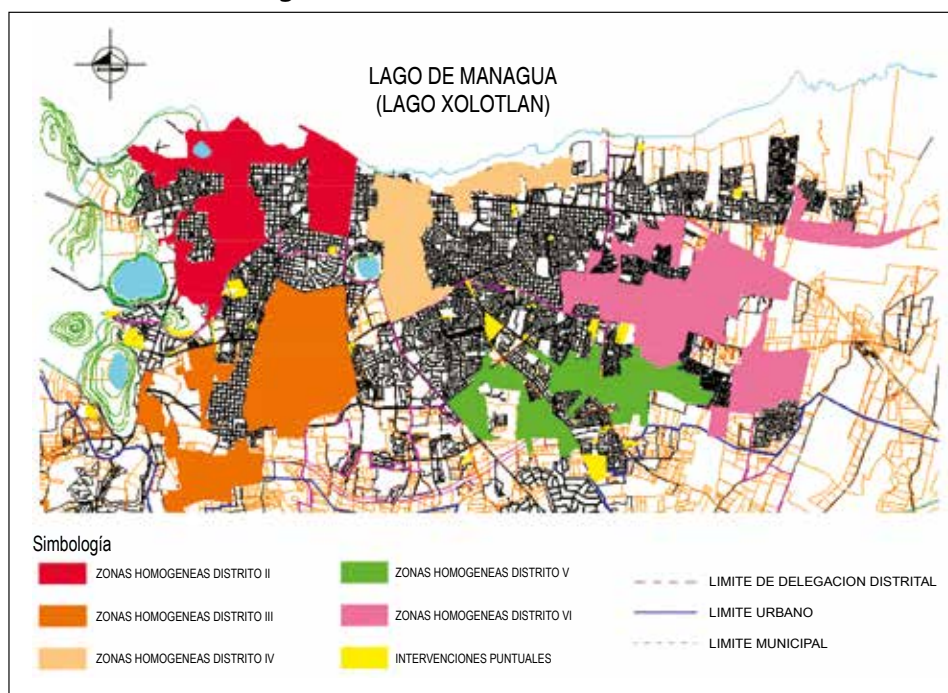 LAGO DE MANAGUA
(LAGO XOLOTLAN)
Simbología
ZONAS HOMOGENEAS DISTRITO II
ZONAS HOMOGENEAS DISTRITO III
ZONAS HOMOGENEAS DISTRITO IV
ZONAS HOMOGENEAS DISTRITO V
ZONAS HOMOGENEAS DISTRITO VI
INTERVENCIONES PUNTUALES
LIMITE DE DELEGACION DISTRITAL
LIMITE URBANO
LIMITE MUNICIPAL